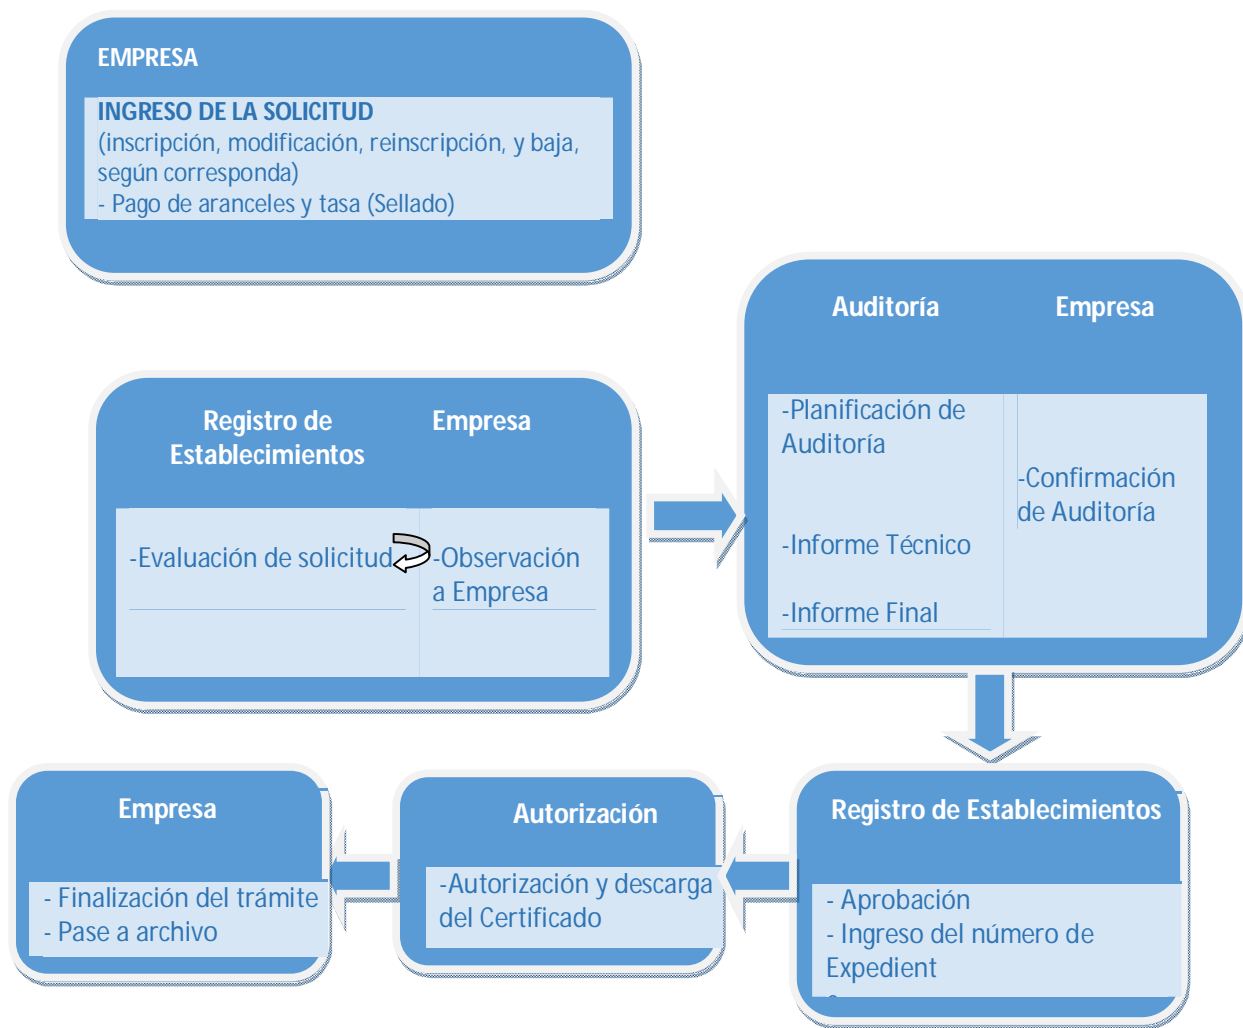 EMPRESA
INGRESO DE LA SOLICITUD
(inscripción, modificación, reinscripción, y baja,
según corresponda)
- Pago de aranceles y tasa (Sellado)
Registro de
Establecimientos
Empresa
-Evaluación de solicitud
-Observación
a Empresa
Auditoría
Empresa
-Planificación de
Auditoría
-Confirmación
de Auditoría
-Informe Técnico
-Informe Final
Registro de Establecimientos
- Aprobación
- Ingreso del número de
Expedient
Autorización
-Autorización y descarga
del Certificado
Empresa
- Finalización del trámite
- Pase a archivo